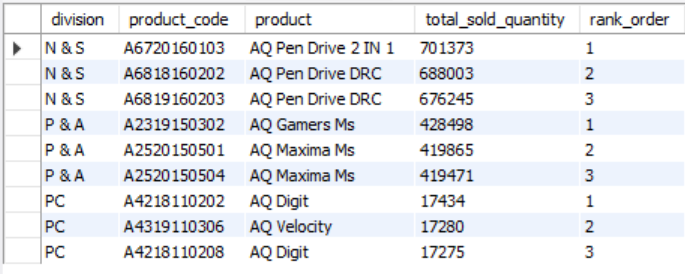 division product_code product total_sold_quantity rank_order
N & S A6720160103 AQ Pen Drive 2 IN 1 701373 1
N & S A6818160202 AQ Pen Drive DRC 688003 2
N & S A6819160203 AQ Pen Drive DRC 676245 3
P & A A2319150302 AQ Gamers Ms 428498 1
P & A A2520150501 AQ Maxima Ms 419865 2
P & A A2520150504 AQ Maxima Ms 419471 3
PC A4218110202 AQ Digit 17434 1
PC A4319110306 AQ Velocity 17280 2
PC A4218110208 AQ Digit 17275 3